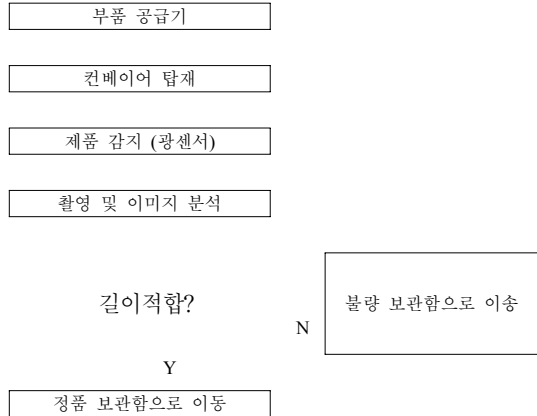 부품 공급기
컨베이어 탑재
제품 감지 (광센서)
촬영 및 이미지 분석
길이적합?
불량 보관함으로 이송
N
Y
정품 보관함으로 이동